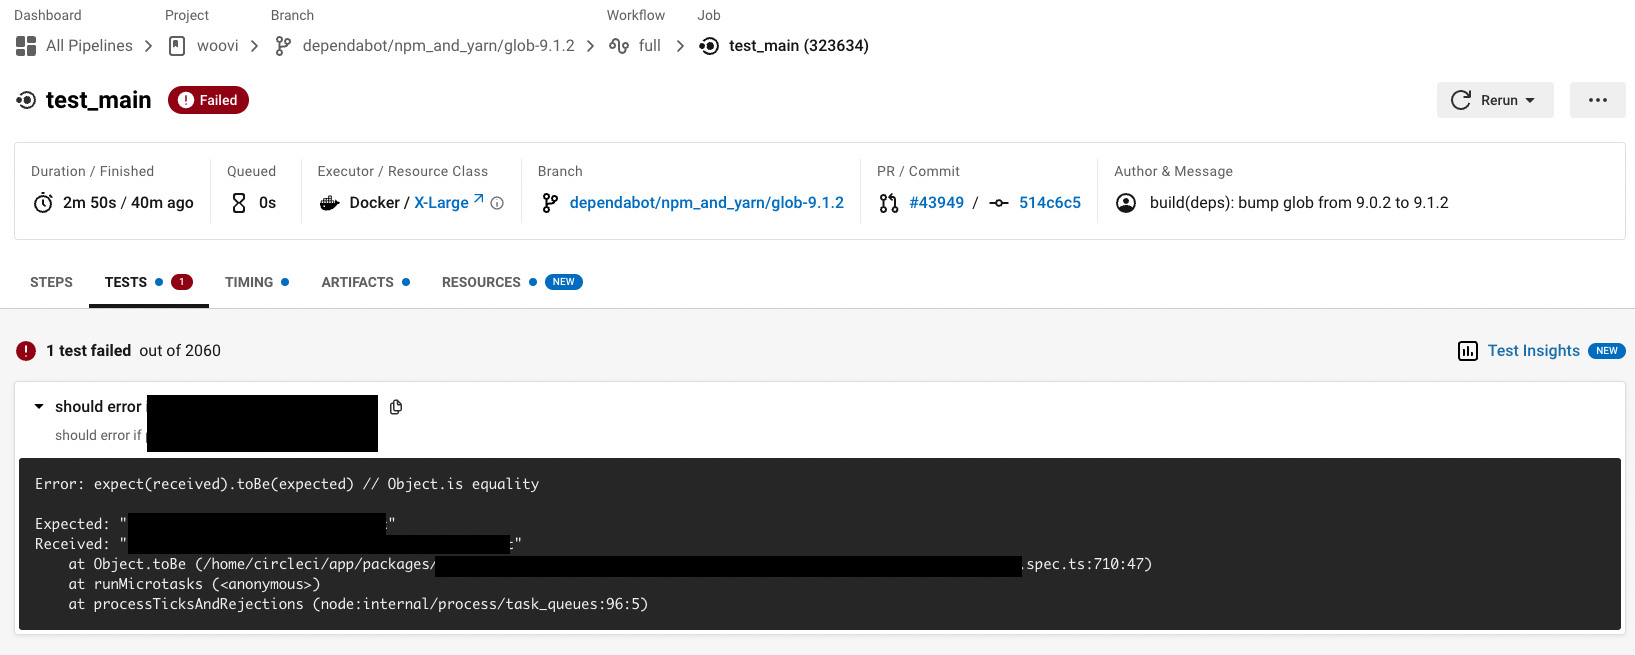 Dashboard Project Branch Workflow Job
All Pipelines woovi dependabot/npm_and_yarn/glob-9.1.2 full test_main (323634)
test_main Failed Rerun
Duration / Finished Queued Executor / Resource Class Branch PR / Commit Author & Message
2m 50s / 40m ago 0s Docker / X-Large dependabot/npm_and_yarn/glob-9.1.2 #43949 / 514c6c5 build(deps): bump glob from 9.0.2 to 9.1.2
STEPS TESTS 1 TIMING ARTIFACTS RESOURCES NEW
1 test failed out of 2060 Test Insights NEW
should error
should error if
Error: expect(received).toBe(expected) // Object.is equality
Expected: "
"
Received: "
t"
at Object.toBe (/home/circleci/app/packages/
.spec.ts:710:47)
at runMicrotasks (<anonymous>)
at processTicksAndRejections (node:internal/process/task_queues:96:5)